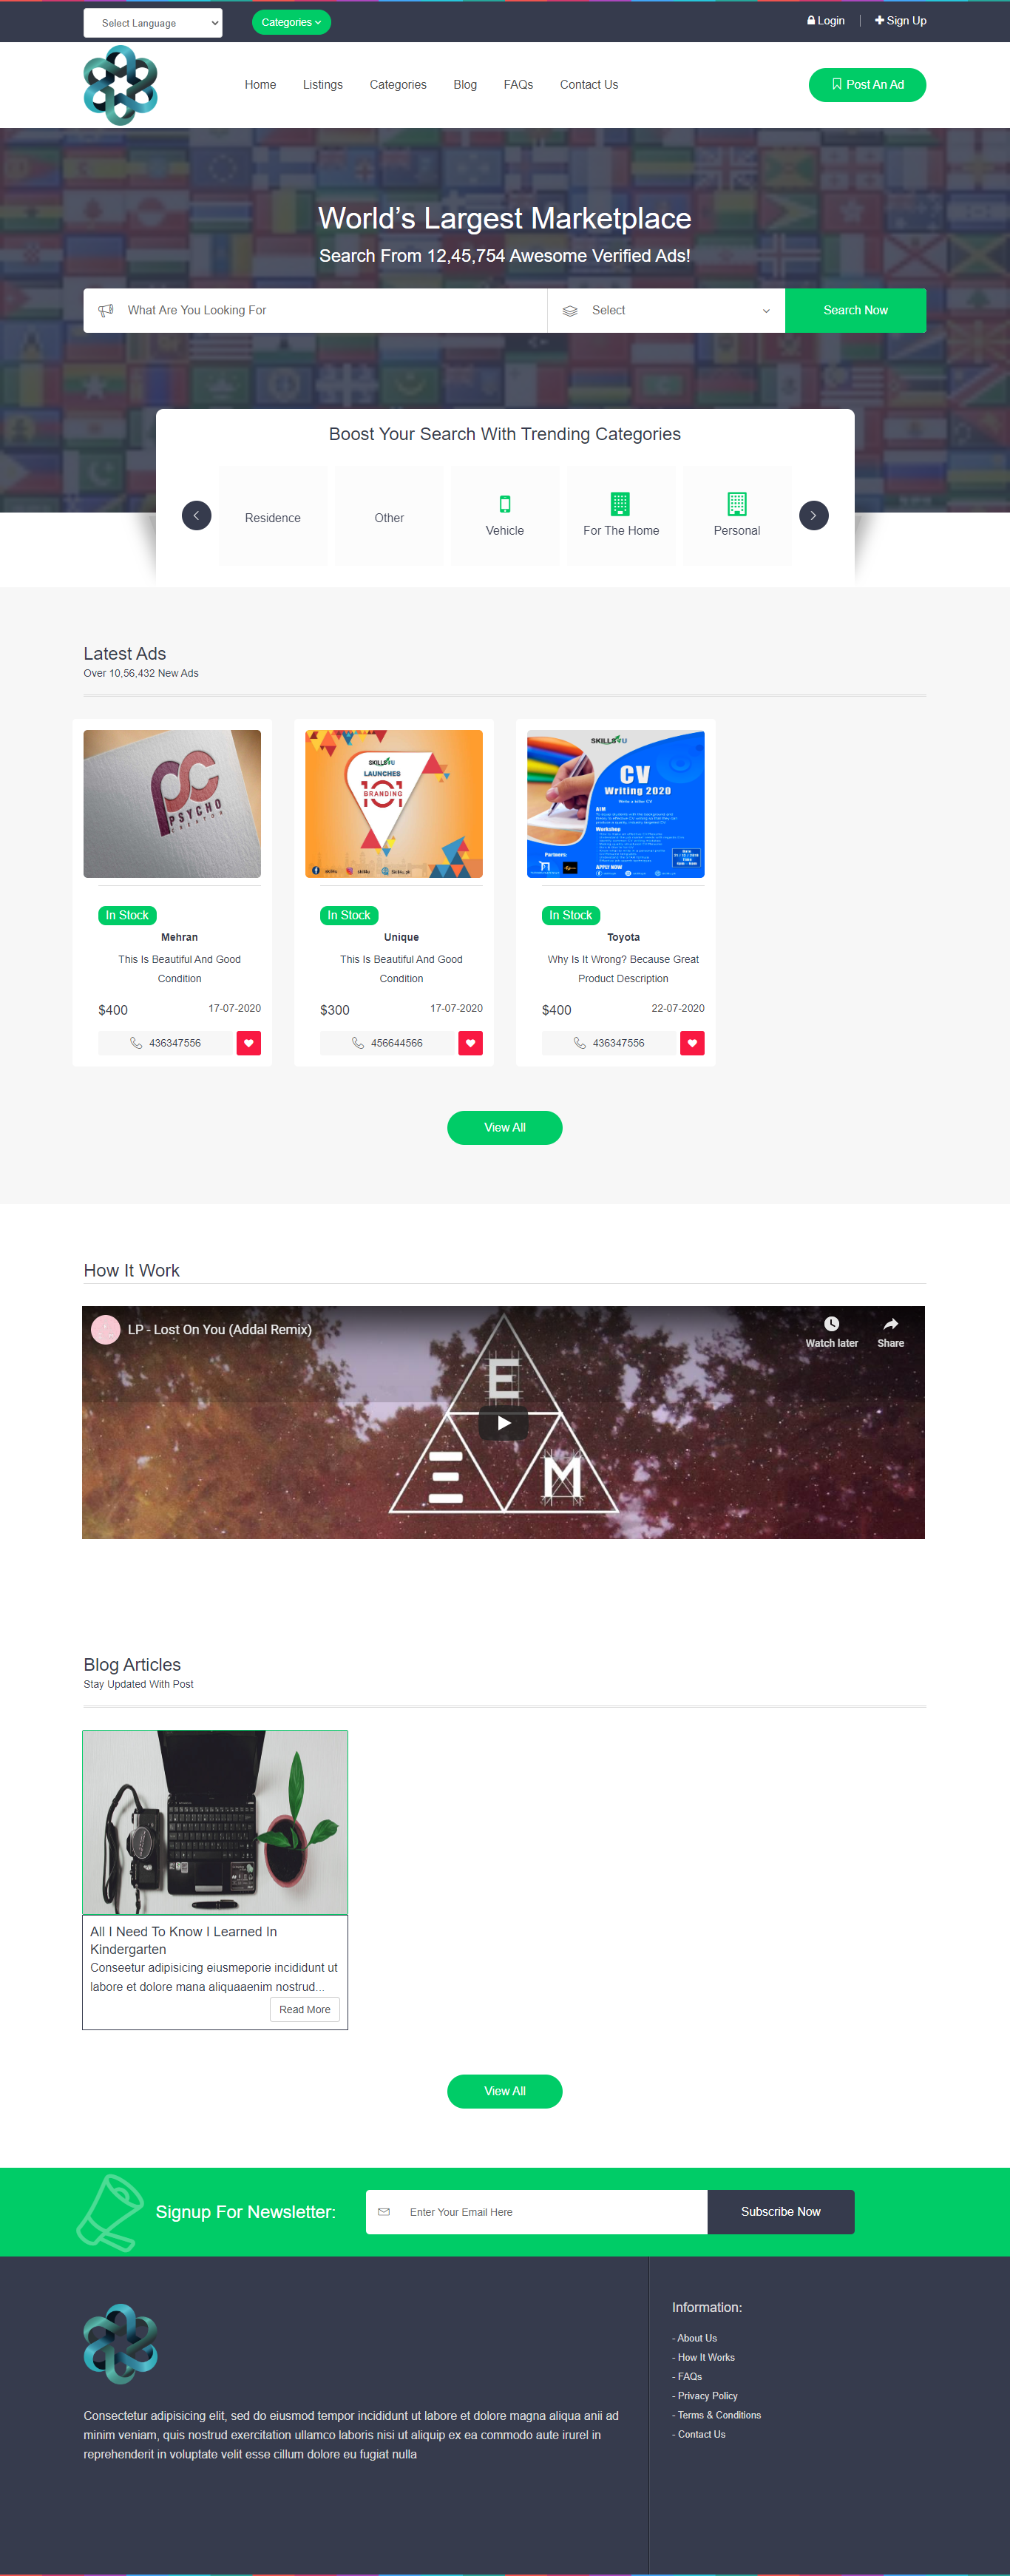 Select Language
Categories
Login
Sign Up
Home
Listings
Categories
Blog
FAQs
Contact Us
Post An Ad
World's Largest Marketplace
Search From 12,45,754 Awesome Verified Ads!
What Are You Looking For
Select
Search Now
Boost Your Search With Trending Categories
Residence
Other
Vehicle
For The Home
Personal
Latest Ads
Over 10,56,432 New Ads
PC
PSYCHO
CREATOR
In Stock
Mehran
This Is Beautiful And Good
Condition
$400
17-07-2020
436347556
SKILLS4U
LAUNCHES
101
BRANDING
In Stock
Unique
This Is Beautiful And Good
Condition
$300
17-07-2020
456644566
SKILLS4U
CV
Writing 2020
Write a killer CV
AIM
Workshop
Partners:
APPLY NOW
In Stock
Toyota
Why Is It Wrong? Because Great
Product Description
$400
22-07-2020
436347556
View All
How It Work
LP - Lost On You (Addal Remix)
Watch later
Share
E
M
Blog Articles
Stay Updated With Post
All I Need To Know I Learned In
Kindergarten
Conseetur adipisicing eiusmeporie incididunt ut
labore et dolore mana aliquaaenim nostrud...
Read More
View All
Signup For Newsletter:
Enter Your Email Here
Subscribe Now
Consectetur adipisicing elit, sed do eiusmod tempor incididunt ut labore et dolore magna aliqua anii ad
minim veniam, quis nostrud exercitation ullamco laboris nisi ut aliquip ex ea commodo aute irurel in
reprehenderit in voluptate velit esse cillum dolore eu fugiat nulla
Information:
- About Us
- How It Works
- FAQs
- Privacy Policy
- Terms & Conditions
- Contact Us